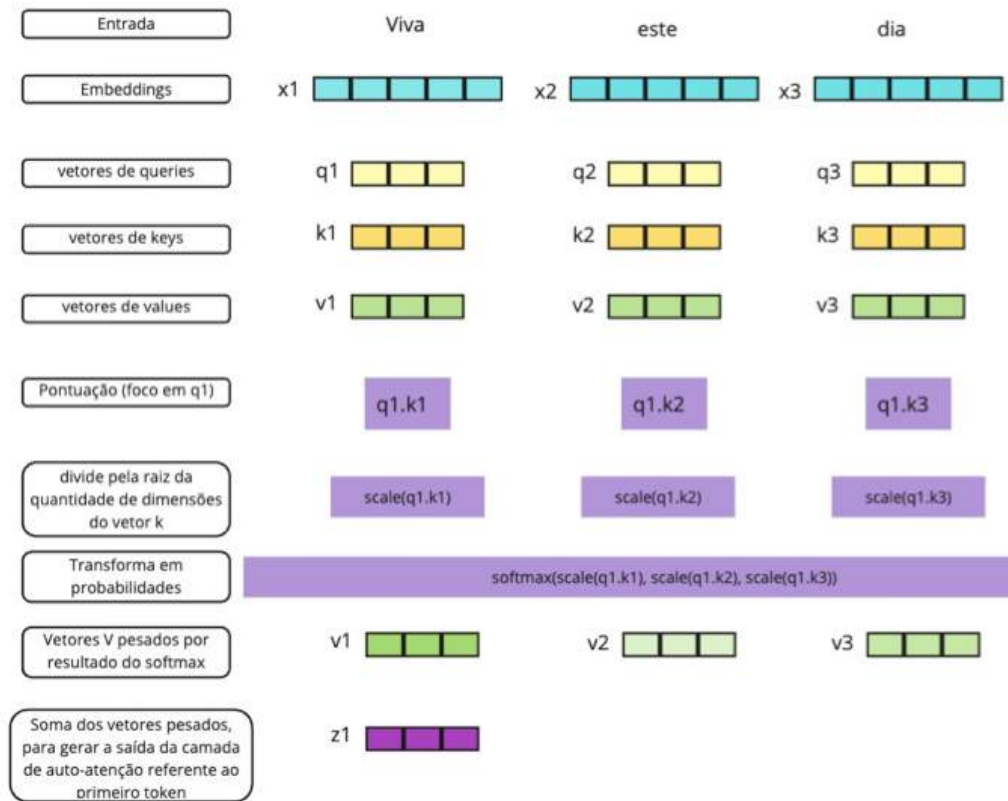 Entrada
Viva
este
dia
Embeddings
x1
x2
x3
vetores de queries
q1
q2
q3
vetores de keys
k1
k2
k3
vetores de values
v1
v2
v3
Pontuação (foco em q1)
q1.k1
q1.k2
q1.k3
divide pela raiz da
quantidade de dimensões
do vetor k
scale(q1.k1)
scale(q1.k2)
scale(q1.k3)
Transforma em
probabilidades
softmax(scale(q1.k1), scale(q1.k2), scale(q1.k3))
Vetores V pesados por
resultado do softmax
v1
v2
v3
Soma dos vetores pesados,
para gerar a saída da camada
de auto-atenção referente ao
primeiro token
z1